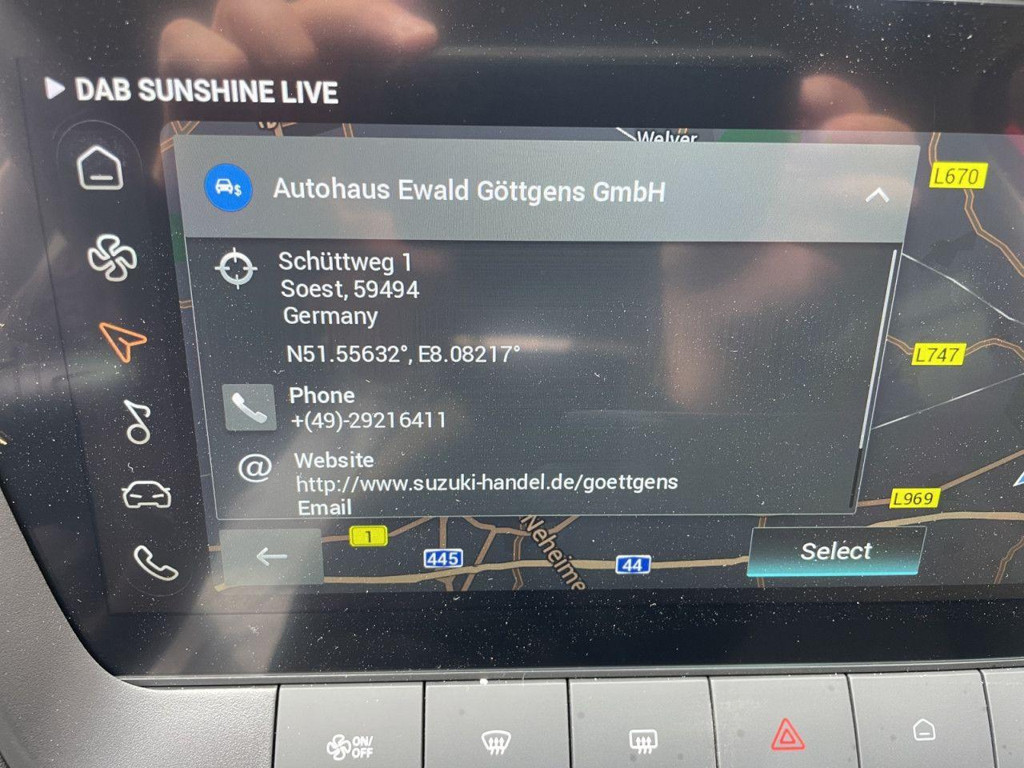 DAB SUNSHINE LIVE
Welver
Autohaus Ewald Göttgens GmbH
L670
Schüttweg 1
Soest, 59494
Germany
N51.55632°, E8.08217°
L747
Phone
+(49)-29216411
Website
http://www.suzuki-handel.de/goettgens
Email
L969
1
445
44
Neheime
Select
ON/
OFF